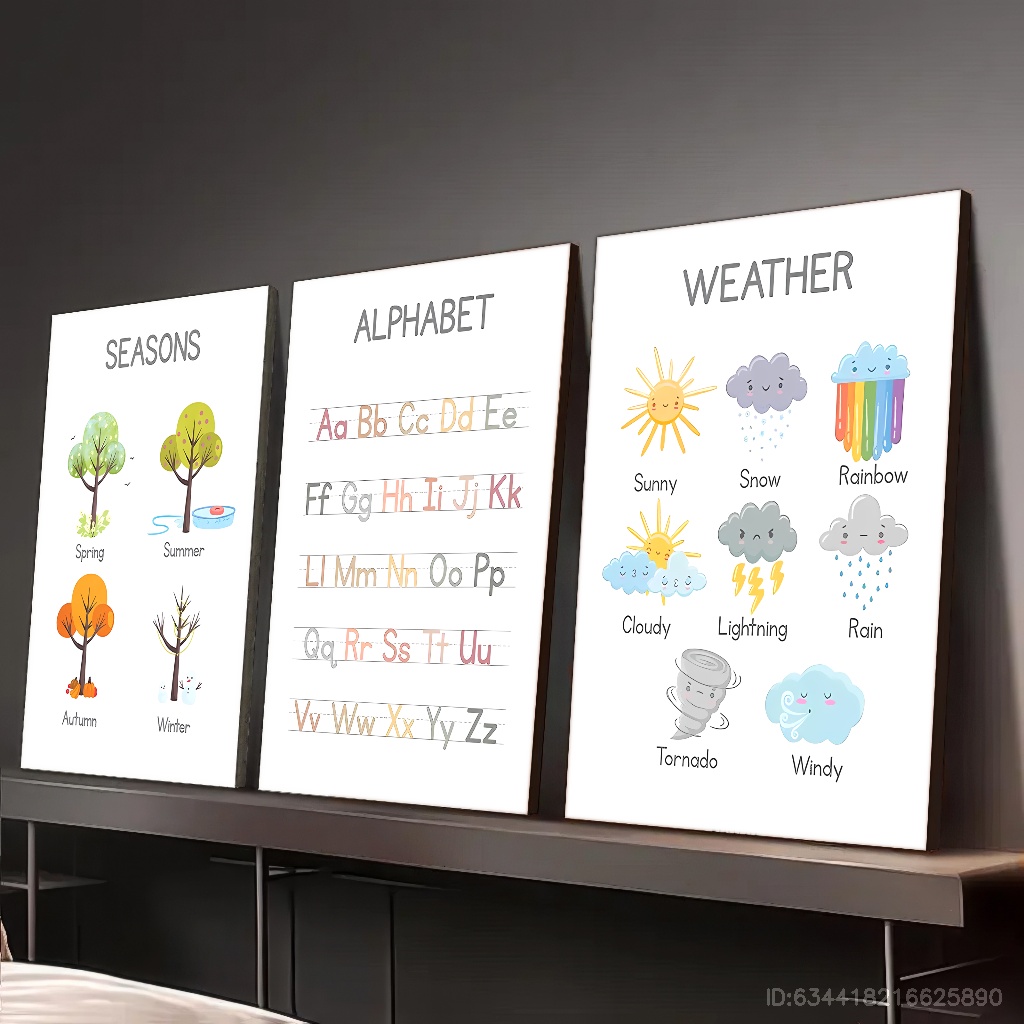 SEASONS
Spring Summer
Autumn Winter
ALPHABET
Aa Bb Cc Dd Ee
Ff Gg Hh Ii Jj Kk
Ll Mm Nn Oo Pp
Qq Rr Ss Tt Uu
Vv Ww Xx Yy Zz
WEATHER
Sunny Snow Rainbow
Cloudy Lightning Rain
Tornado Windy
ID:634418216625890